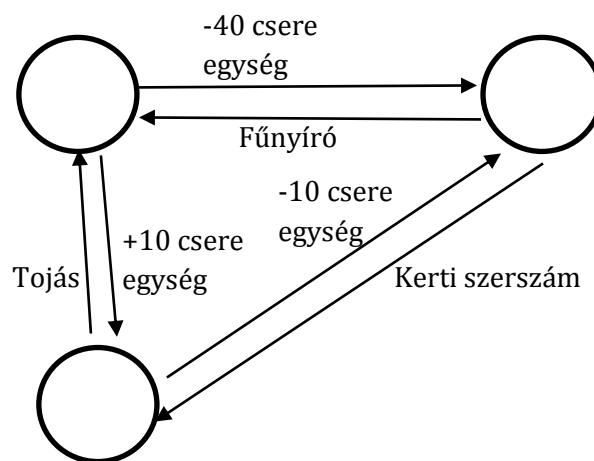 -40 csere
egység
Fűnyíró
-10 csere
egység
+10 csere
egység
Tojás
Kerti szerszám